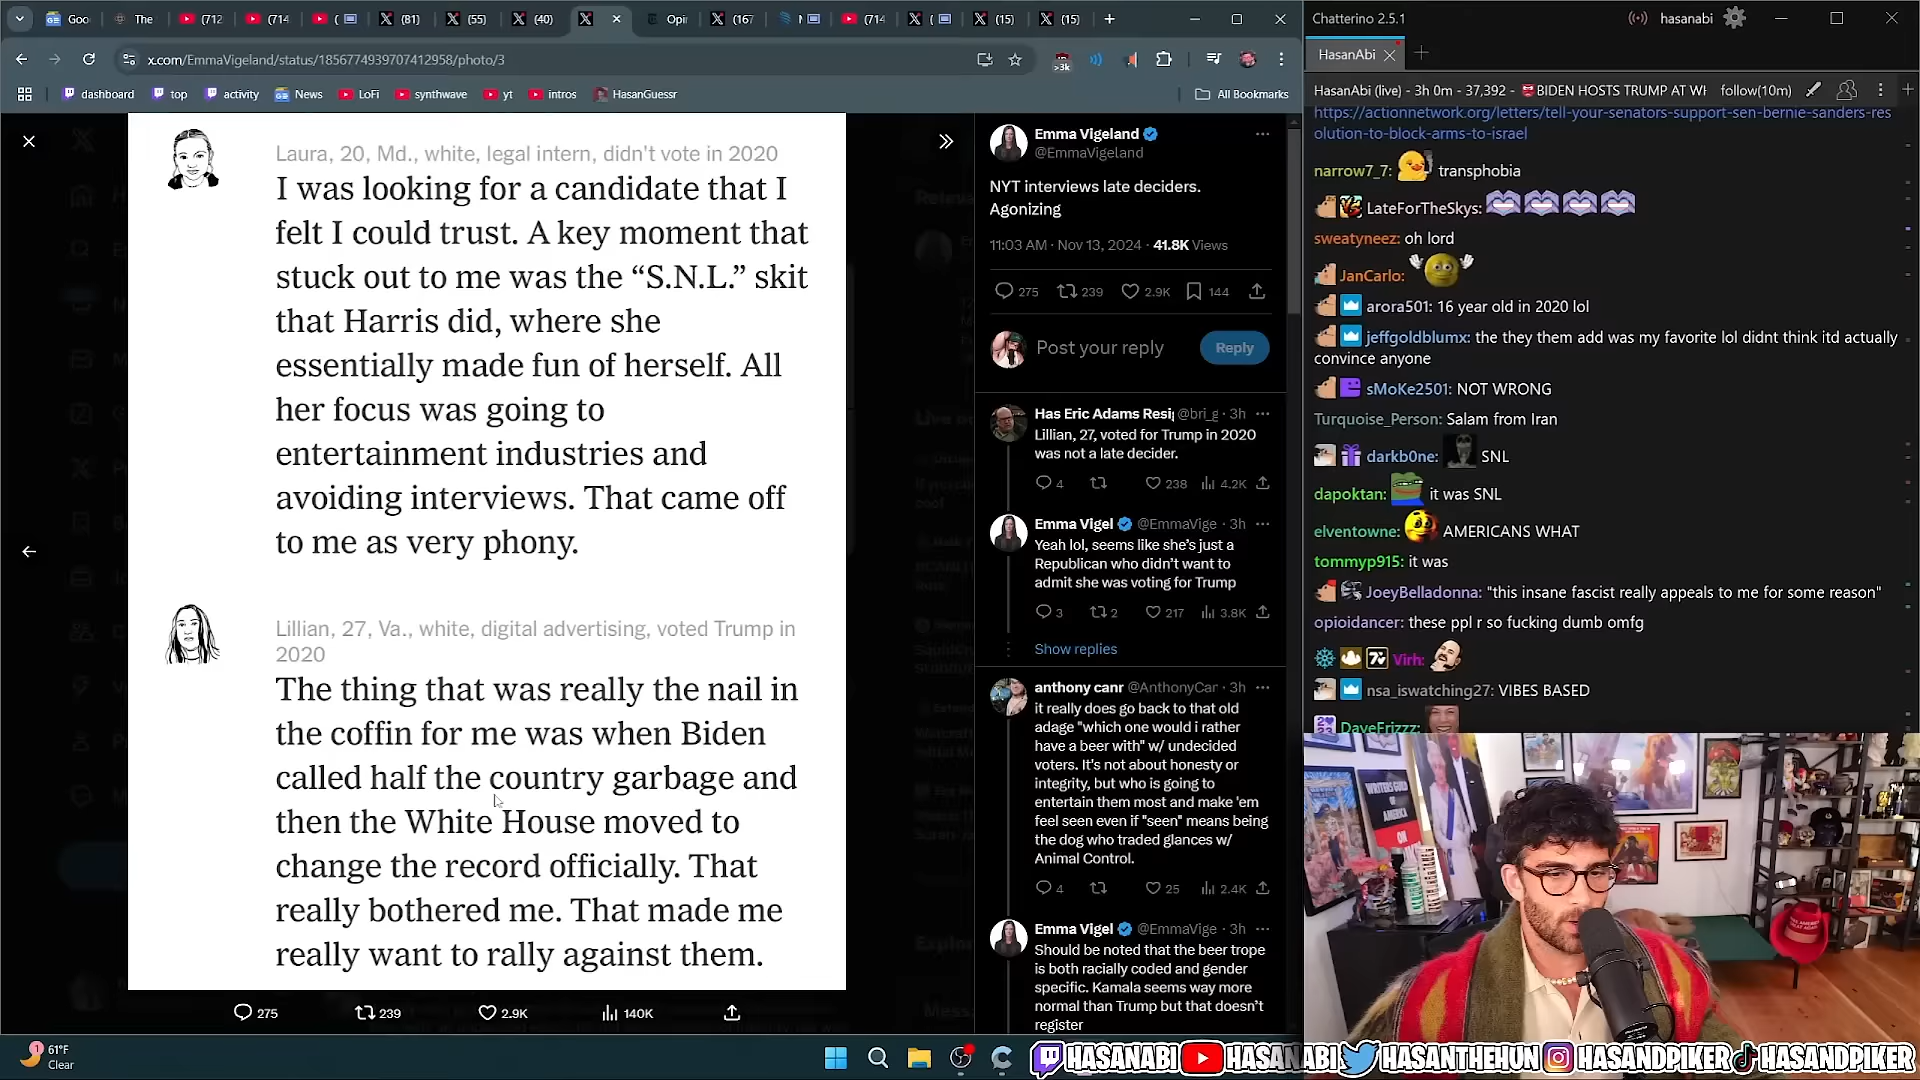 Goo
The
(712
(714
(
(81)
(55)
(40)
Opin
(167
(714
(
(15)
(15)
x.com/EmmaVigeland/status/1856774939707412958/photo/3
>3k
dashboard
top
activity
News
LoFi
synthwave
yt
intros
HasanGuessr
All Bookmarks
Laura, 20, Md., white, legal intern, didn't vote in 2020
I was looking for a candidate that I
felt I could trust. A key moment that
stuck out to me was the “S.N.L.” skit
that Harris did, where she
essentially made fun of herself. All
her focus was going to
entertainment industries and
avoiding interviews. That came off
to me as very phony.
Lillian, 27, Va., white, digital advertising, voted Trump in
2020
The thing that was really the nail in
the coffin for me was when Biden
called half the country garbage and
then the White House moved to
change the record officially. That
really bothered me. That made me
really want to rally against them.
275
239
2.9K
140K
Emma Vigeland
@EmmaVigeland
NYT interviews late deciders.
Agonizing
11:03 AM · Nov 13, 2024 · 41.8K Views
275
239
2.9K
144
Post your reply
Reply
Has Eric Adams Resi @bri_g · 3h
Lillian, 27, voted for Trump in 2020
was not a late decider.
4
238
4.2K
Emma Vigel @EmmaVige · 3h
Yeah lol, seems like she's just a
Republican who didn't want to
admit she was voting for Trump
3
2
217
3.8K
Show replies
anthony canr @AnthonyCar · 3h
it really does go back to that old
adage "which one would i rather
have a beer with" w/ undecided
voters. It's not about honesty or
integrity, but who is going to
entertain them most and make 'em
feel seen even if "seen" means being
the dog who traded glances w/
Animal Control.
4
25
2.4K
Emma Vigel @EmmaVige · 3h
Should be noted that the beer trope
is both racially coded and gender
specific. Kamala seems way more
normal than Trump but that doesn't
register
Chatterino 2.5.1
hasanabi
HasanAbi
HasanAbi (live) - 3h 0m - 37,392 - BIDEN HOSTS TRUMP AT WH follow(10m)
https://actionnetwork.org/letters/tell-your-senators-support-sen-bernie-sanders-res
olution-to-block-arms-to-israel
narrow7_7: transphobia
LateForTheSkys:
sweatyneez: oh lord
JanCarlo:
arora501: 16 year old in 2020 lol
jeffgoldblumx: the they them add was my favorite lol didnt think itd actually
convince anyone
sMoKe2501: NOT WRONG
Turquoise_Person: Salam from Iran
darkb0ne: SNL
dapoktan: it was SNL
elventowne: AMERICANS WHAT
tommyp915: it was
JoeyBelladonna: "this insane fascist really appeals to me for some reason"
opioidancer: these ppl r so fucking dumb omfg
Virh:
nsa_iswatching27: VIBES BASED
DaveFrizzz:
WRITERS GUILD
AMERICA
ON
1
61°F
Clear
HASANABI
HASANABI
HASANTHEHUN
HASANDPIKER
HASANDPIKER